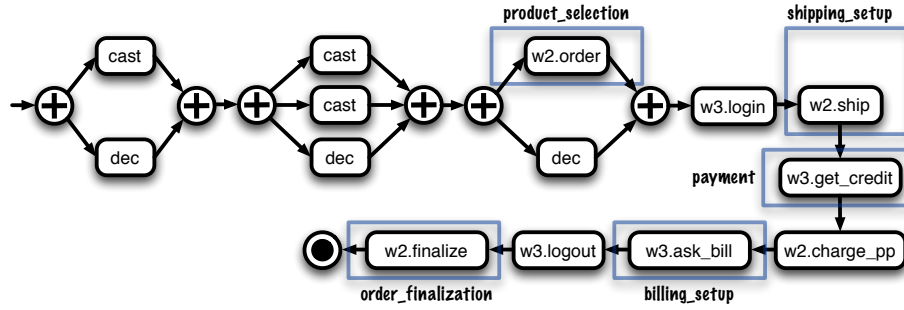 product_selection
shipping_setup
cast
cast
w2.order
cast
w3.login
w2.ship
dec
dec
dec
payment
w3.get_credit
w2.finalize
w3.logout
w3.ask_bill
w2.charge_pp
order_finalization
billing_setup